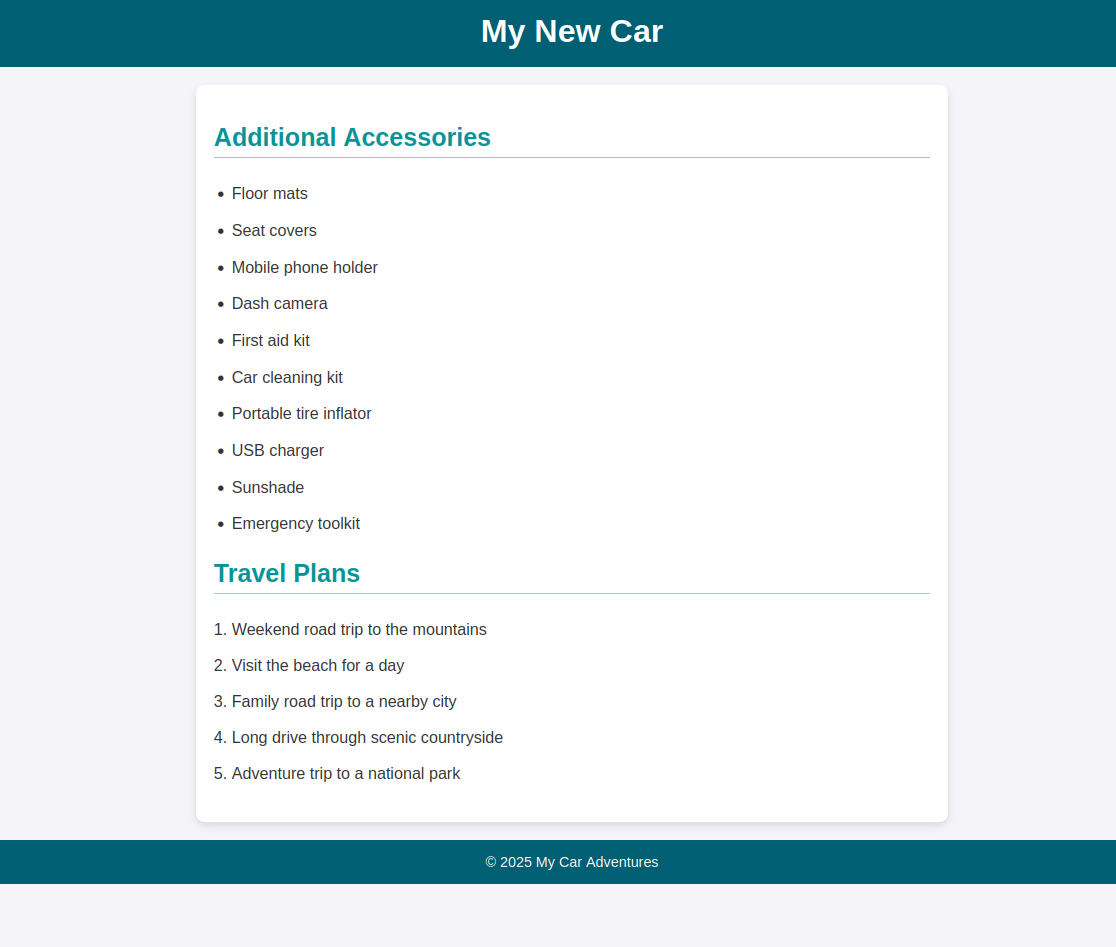 My New Car
Additional Accessories
• Floor mats
• Seat covers
• Mobile phone holder
• Dash camera
• First aid kit
• Car cleaning kit
• Portable tire inflator
• USB charger
• Sunshade
• Emergency toolkit
Travel Plans
1. Weekend road trip to the mountains
2. Visit the beach for a day
3. Family road trip to a nearby city
4. Long drive through scenic countryside
5. Adventure trip to a national park
© 2025 My Car Adventures